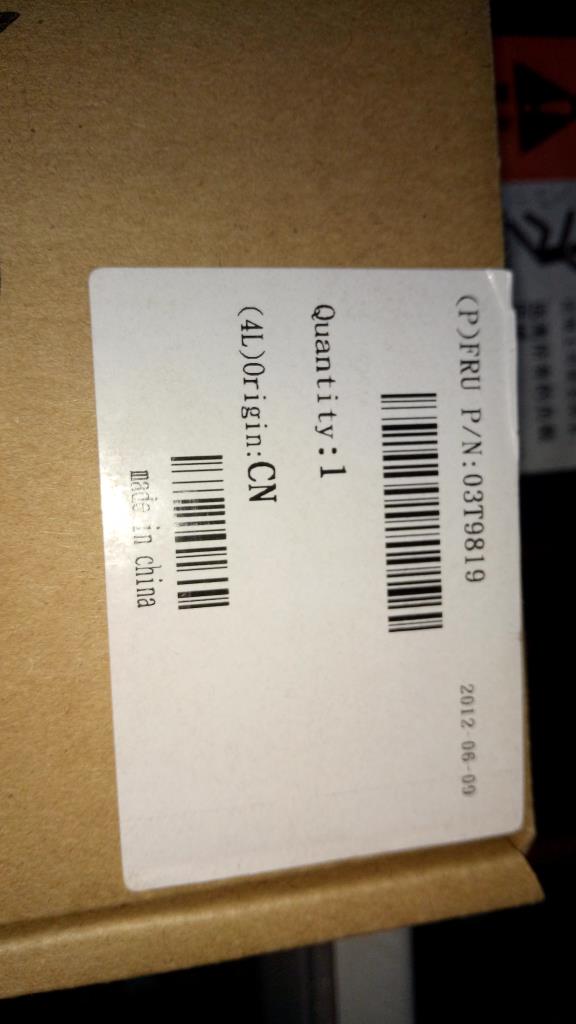 (P)FRU P/N:03T9819 2012-06-09
Quantity:1
(4L)Origin:CN
made in china